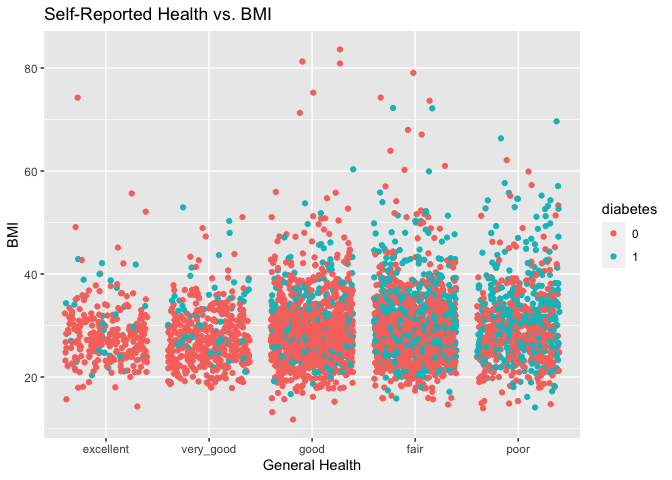 Self-Reported Health vs. BMI
80
60
40
20
BMI
excellent
very_good
good
fair
poor
General Health
diabetes
0
1